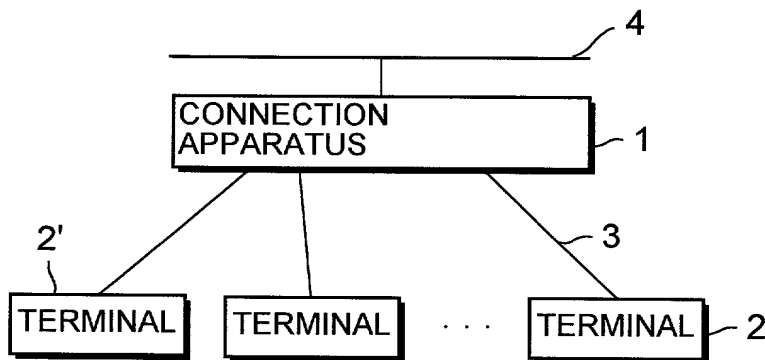 4
CONNECTION
APPARATUS
1
3
2'
TERMINAL
TERMINAL
. . .
TERMINAL
2